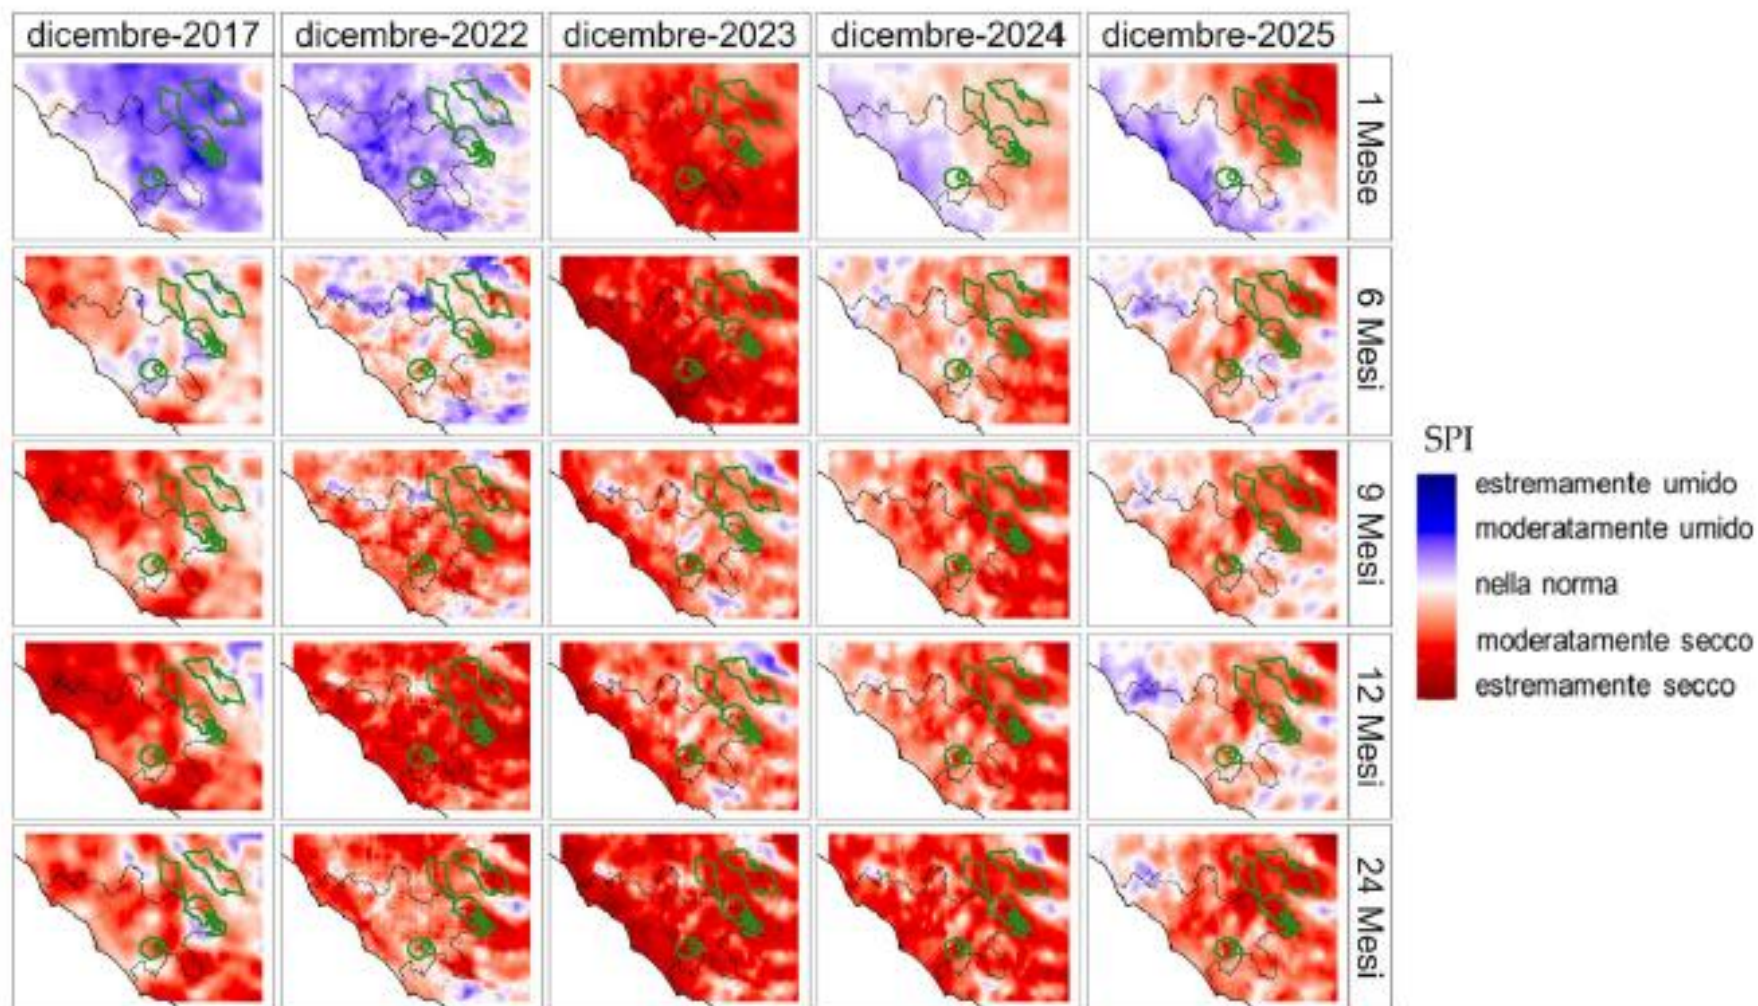 dicembre-2017 dicembre-2022 dicembre-2023 dicembre-2024 dicembre-2025
1 Mese
6 Mesi
9 Mesi
12 Mesi
24 Mesi
SPI
estremamente umido
moderatamente umido
nella norma
moderatamente secco
estremamente secco